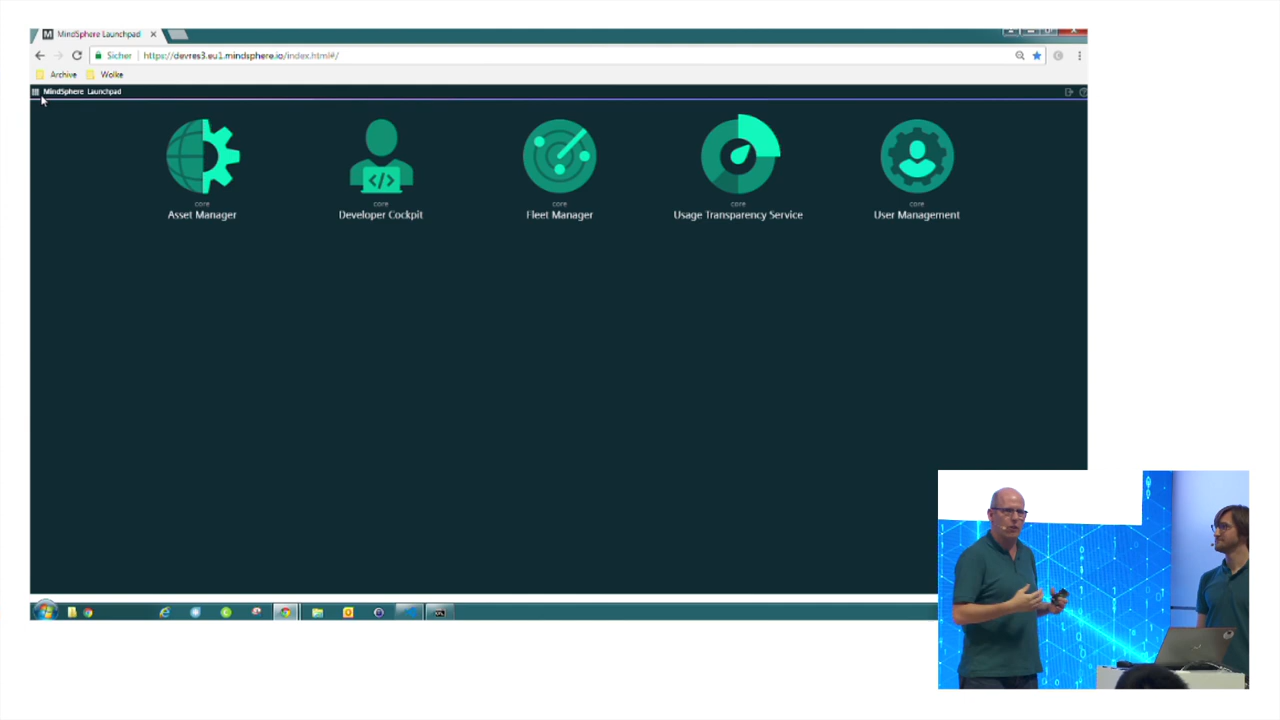 MindSphere Launchpad
Sicher https://devres3.eu1.mindsphere.io/index.html#/
Archive Wolke
MindSphere Launchpad
core
Asset Manager
core
Developer Cockpit
core
Fleet Manager
core
Usage Transparency Service
core
User Management